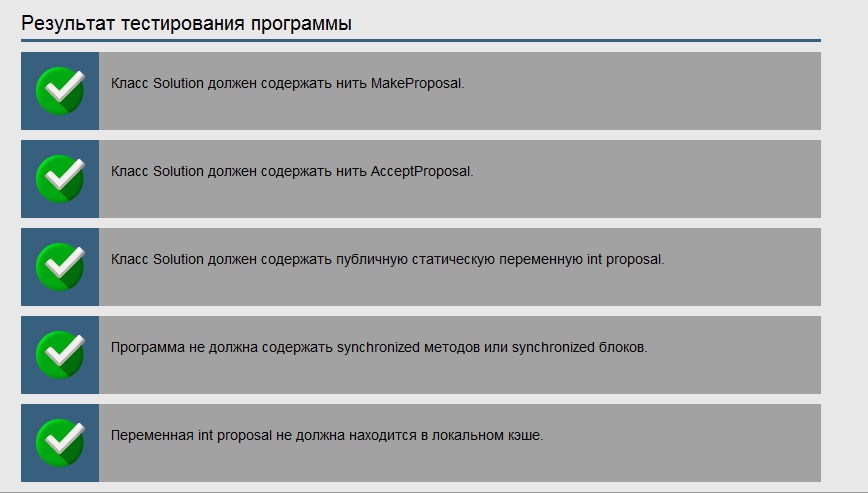 Результат тестирования программы
Класс Solution должен содержать нить MakeProposal.
Класс Solution должен содержать нить AcceptProposal.
Класс Solution должен содержать публичную статическую переменную int proposal.
Программа не должна содержать synchronized методов или synchronized блоков.
Переменная int proposal не должна находится в локальном кэше.